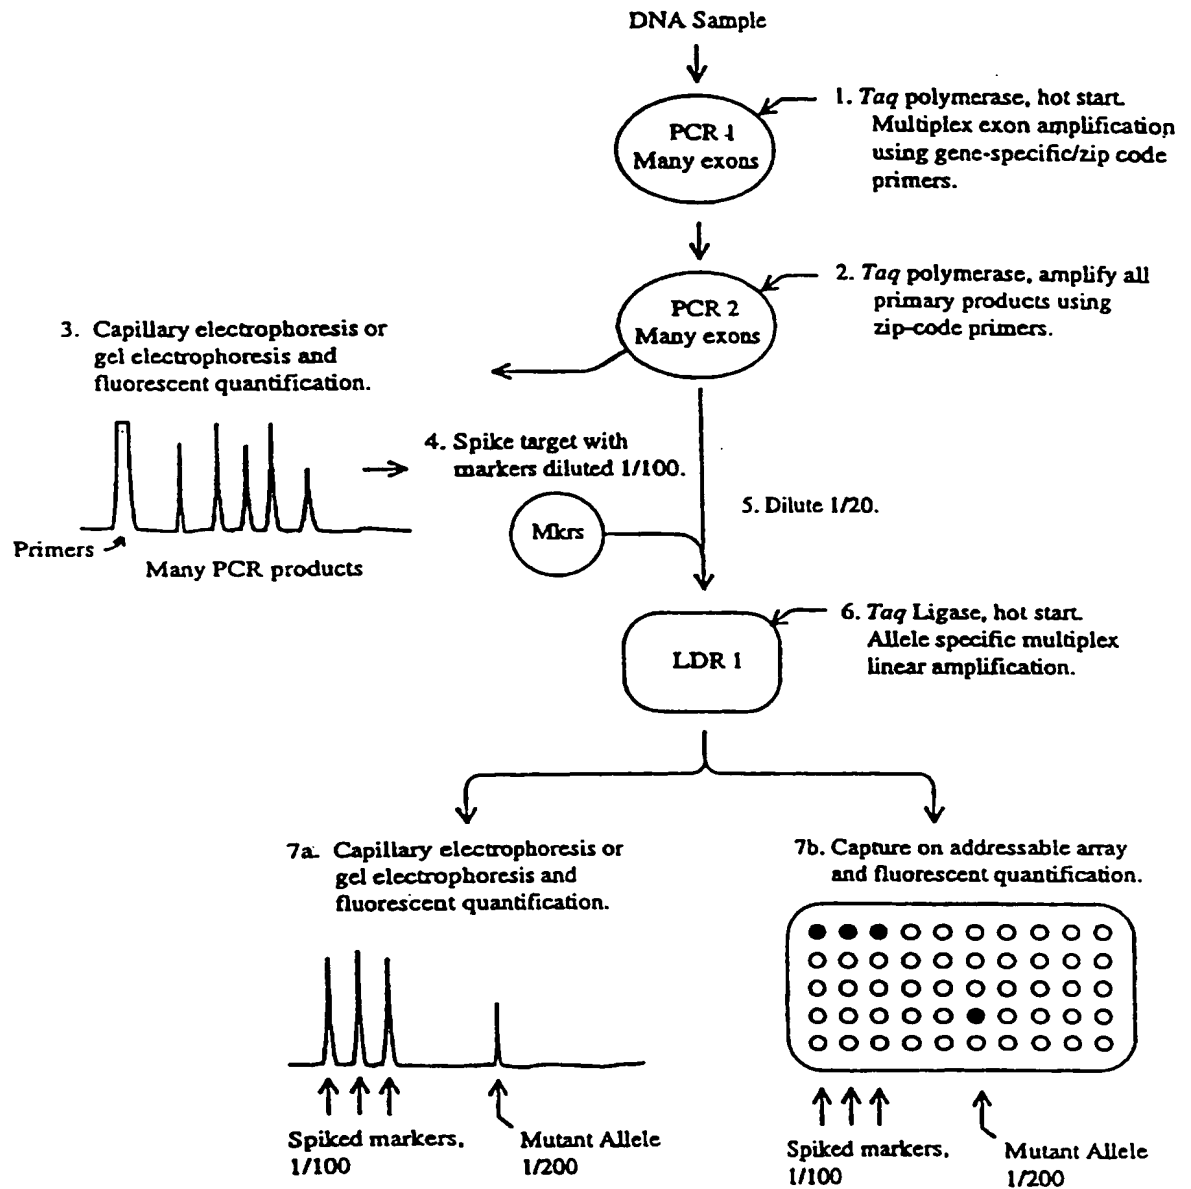 DNA Sample
PCR 1
Many exons
1. Taq polymerase, hot start.
Multiplex exon amplification
using gene-specific/zip code
primers.
PCR 2
Many exons
2. Taq polymerase, amplify all
primary products using
zip-code primers.
3. Capillary electrophoresis or
gel electrophoresis and
fluorescent quantification.
Primers
Many PCR products
4. Spike target with
markers diluted 1/100.
Mkrs
5. Dilute 1/20.
LDR 1
6. Taq Ligase, hot start.
Allele specific multiplex
linear amplification.
7a. Capillary electrophoresis or
gel electrophoresis and
fluorescent quantification.
Spiked markers,
1/100
Mutant Allele
1/200
7b. Capture on addressable array
and fluorescent quantification.
Spiked markers,
1/100
Mutant Allele
1/200